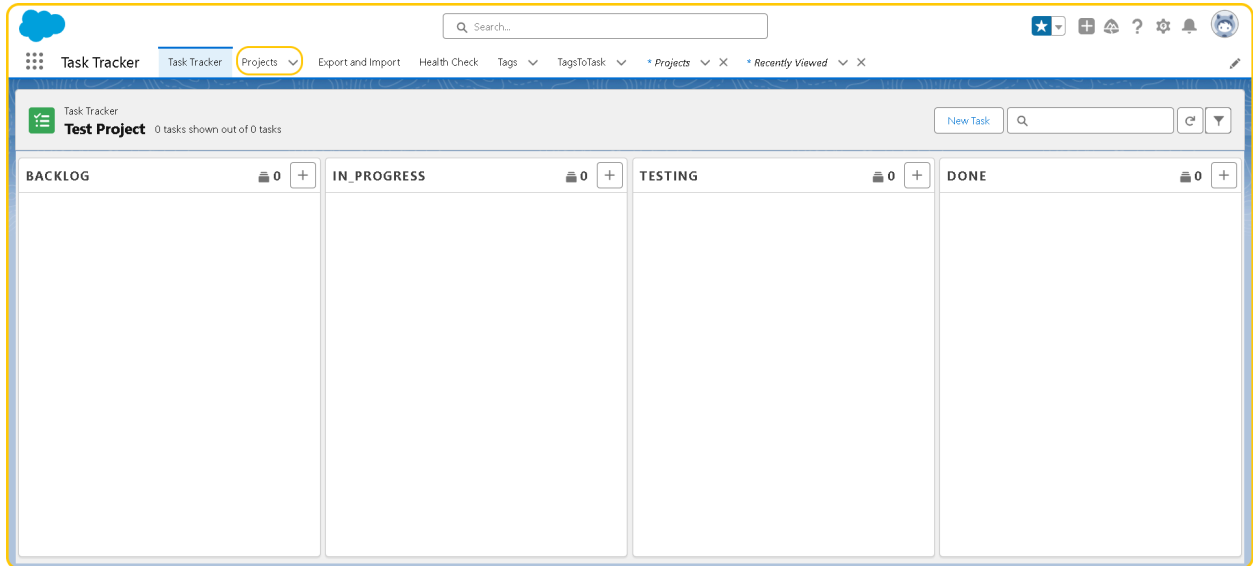 Search...
Task Tracker Task Tracker Projects Export and Import Health Check Tags TagsToTask * Projects * Recently Viewed
Task Tracker
Test Project 0 tasks shown out of 0 tasks
New Task
BACKLOG 0 IN_PROGRESS 0 TESTING 0 DONE 0